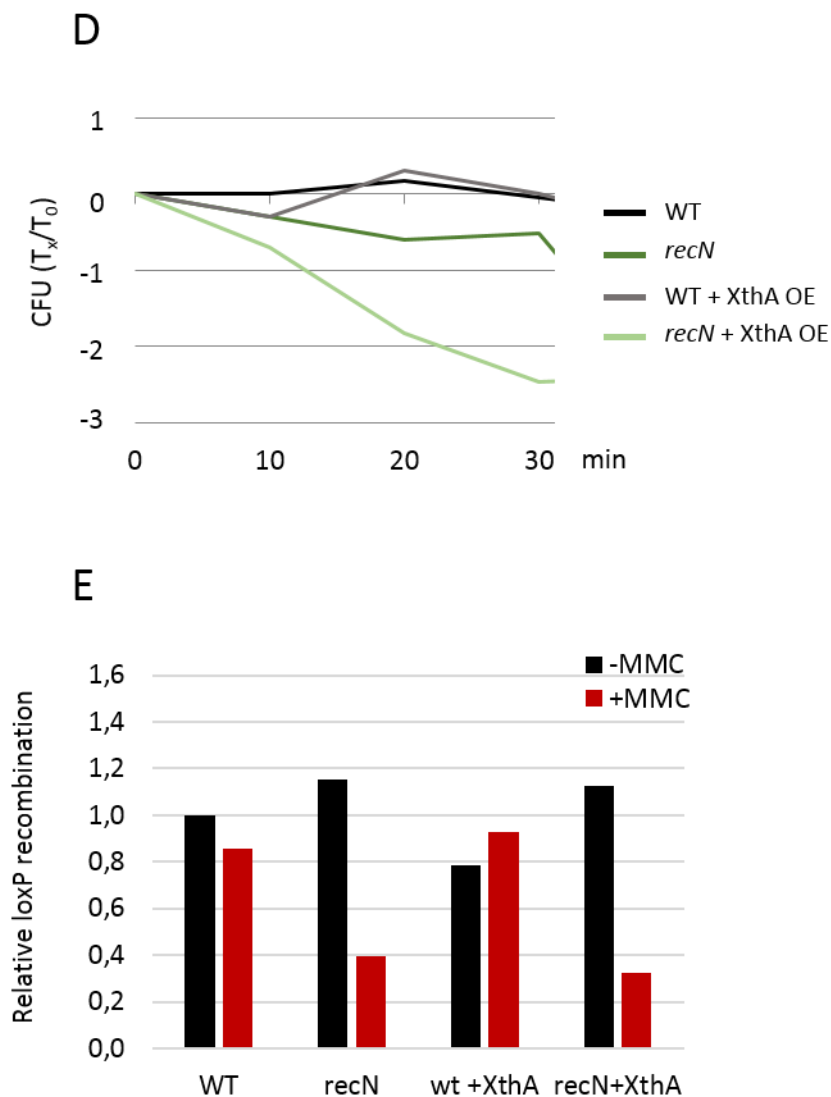 D
1
0
-1
-2
-3
CFU (Tx/T0)
0 10 20 30 min
WT
recN
WT + XthA OE
recN + XthA OE
E
-MMC
+MMC
1,6
1,4
1,2
1,0
0,8
0,6
0,4
0,2
0,0
Relative loxP recombination
WT recN wt +XthA recN+XthA